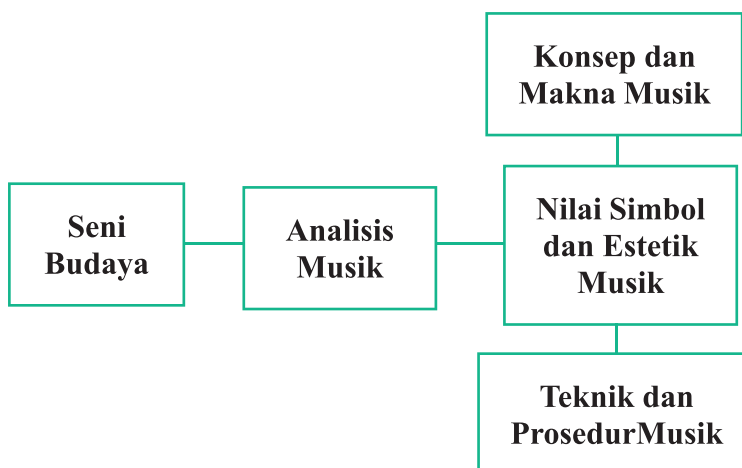 Konsep dan
Makna Musik
Seni
Budaya
Analisis
Musik
Nilai Simbol
dan Estetik
Musik
Teknik dan
ProsedurMusik